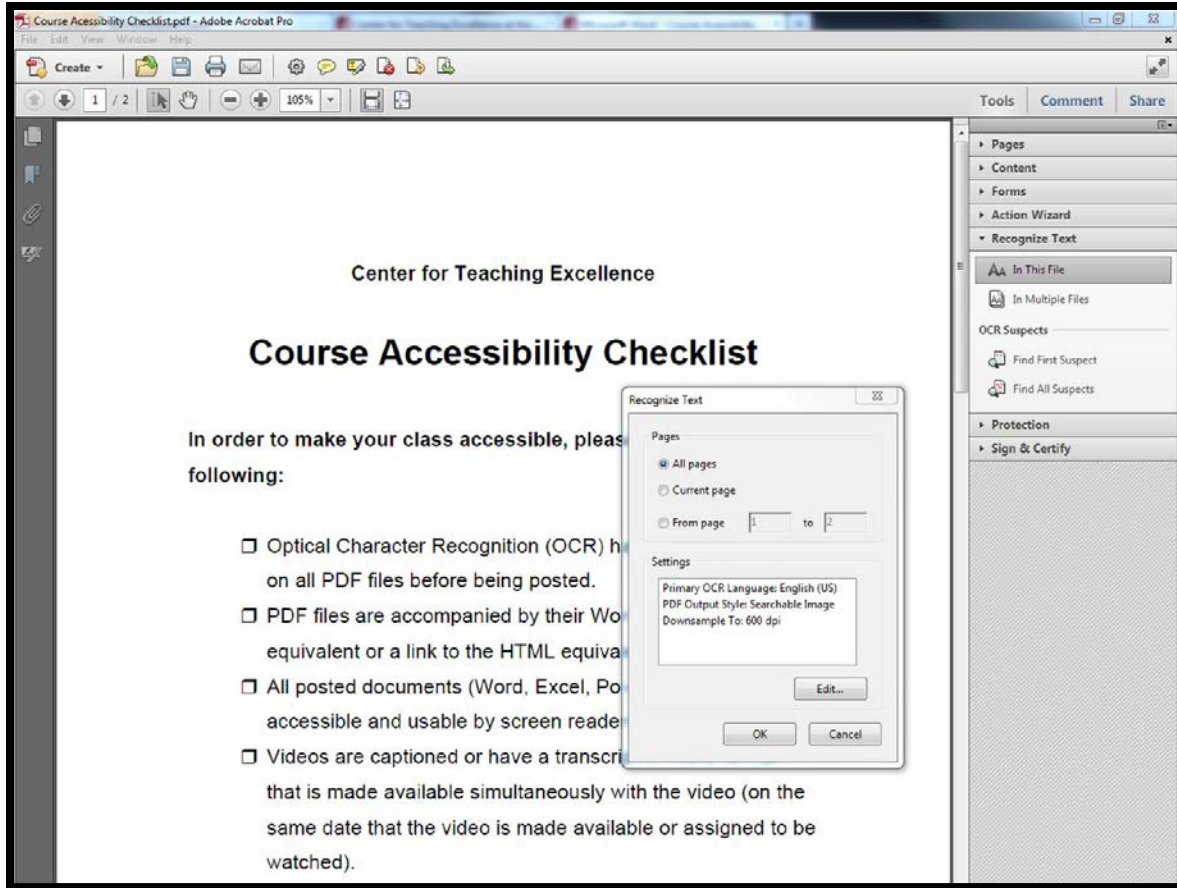 Course Acessibility Checklist.pdf - Adobe Acrobat Pro
File Edit View Window Help
Create
1 / 2 105%
Tools Comment Share
Pages
Content
Forms
Action Wizard
Recognize Text
In This File
In Multiple Files
OCR Suspects
Find First Suspect
Find All Suspects
Protection
Sign & Certify
Center for Teaching Excellence
Course Accessibility Checklist
In order to make your class accessible, pleas
following:
Optical Character Recognition (OCR) h
on all PDF files before being posted.
PDF files are accompanied by their Wo
equivalent or a link to the HTML equiva
All posted documents (Word, Excel, Po
accessible and usable by screen reade
Videos are captioned or have a transcri
that is made available simultaneously with the video (on the
same date that the video is made available or assigned to be
watched).
Recognize Text
Pages
All pages
Current page
From page 1 to 2
Settings
Primary OCR Language: English (US)
PDF Output Style: Searchable Image
Downsample To: 600 dpi
Edit...
OK Cancel